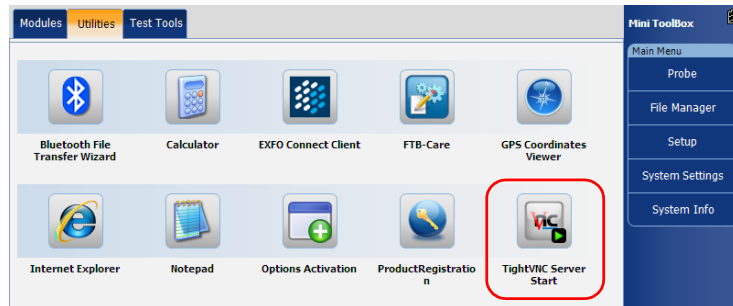 Modules Utilities Test Tools
Mini ToolBox
Main Menu
Probe
File Manager
Setup
System Settings
System Info
Bluetooth File
Transfer Wizard
Calculator
EXFO Connect Client
FTB-Care
GPS Coordinates
Viewer
Internet Explorer
Notepad
Options Activation
ProductRegistratio
n
VNC
TightVNC Server
Start